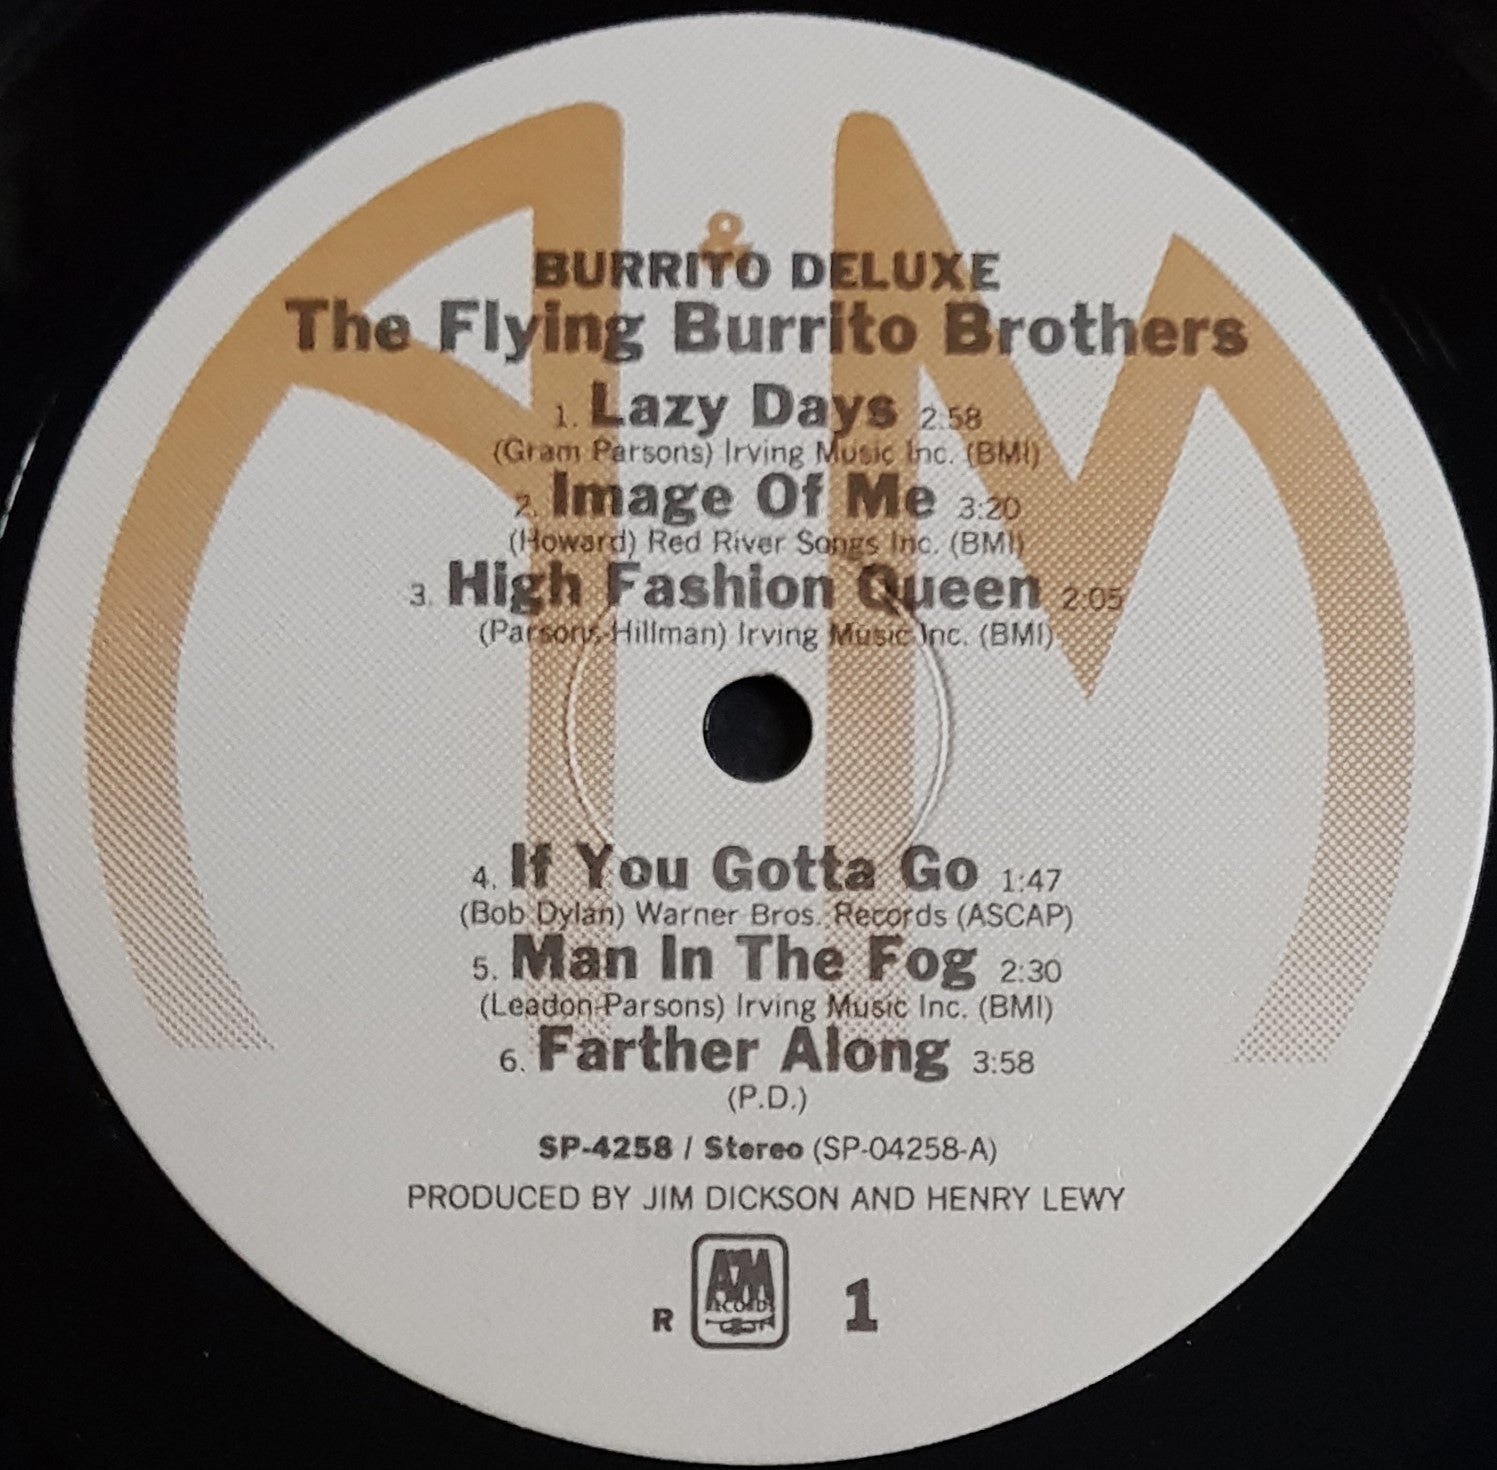 &
BURRITO DELUXE
The Flying Burrito Brothers
1. Lazy Days 2:58
(Gram Parsons) Irving Music Inc. (BMI)
2. Image Of Me 3:20
(Howard) Red River Songs Inc. (BMI)
3. High Fashion Queen 2:05
(Parsons-Hillman) Irving Music Inc. (BMI)
4. If You Gotta Go 1:47
(Bob Dylan) Warner Bros. Records (ASCAP)
5. Man In The Fog 2:30
(Leadon-Parsons) Irving Music Inc. (BMI)
6. Farther Along 3:58
(P.D.)
SP-4258 / Stereo (SP-04258-A)
PRODUCED BY JIM DICKSON AND HENRY LEWY
A&M
RECORDS
R 1